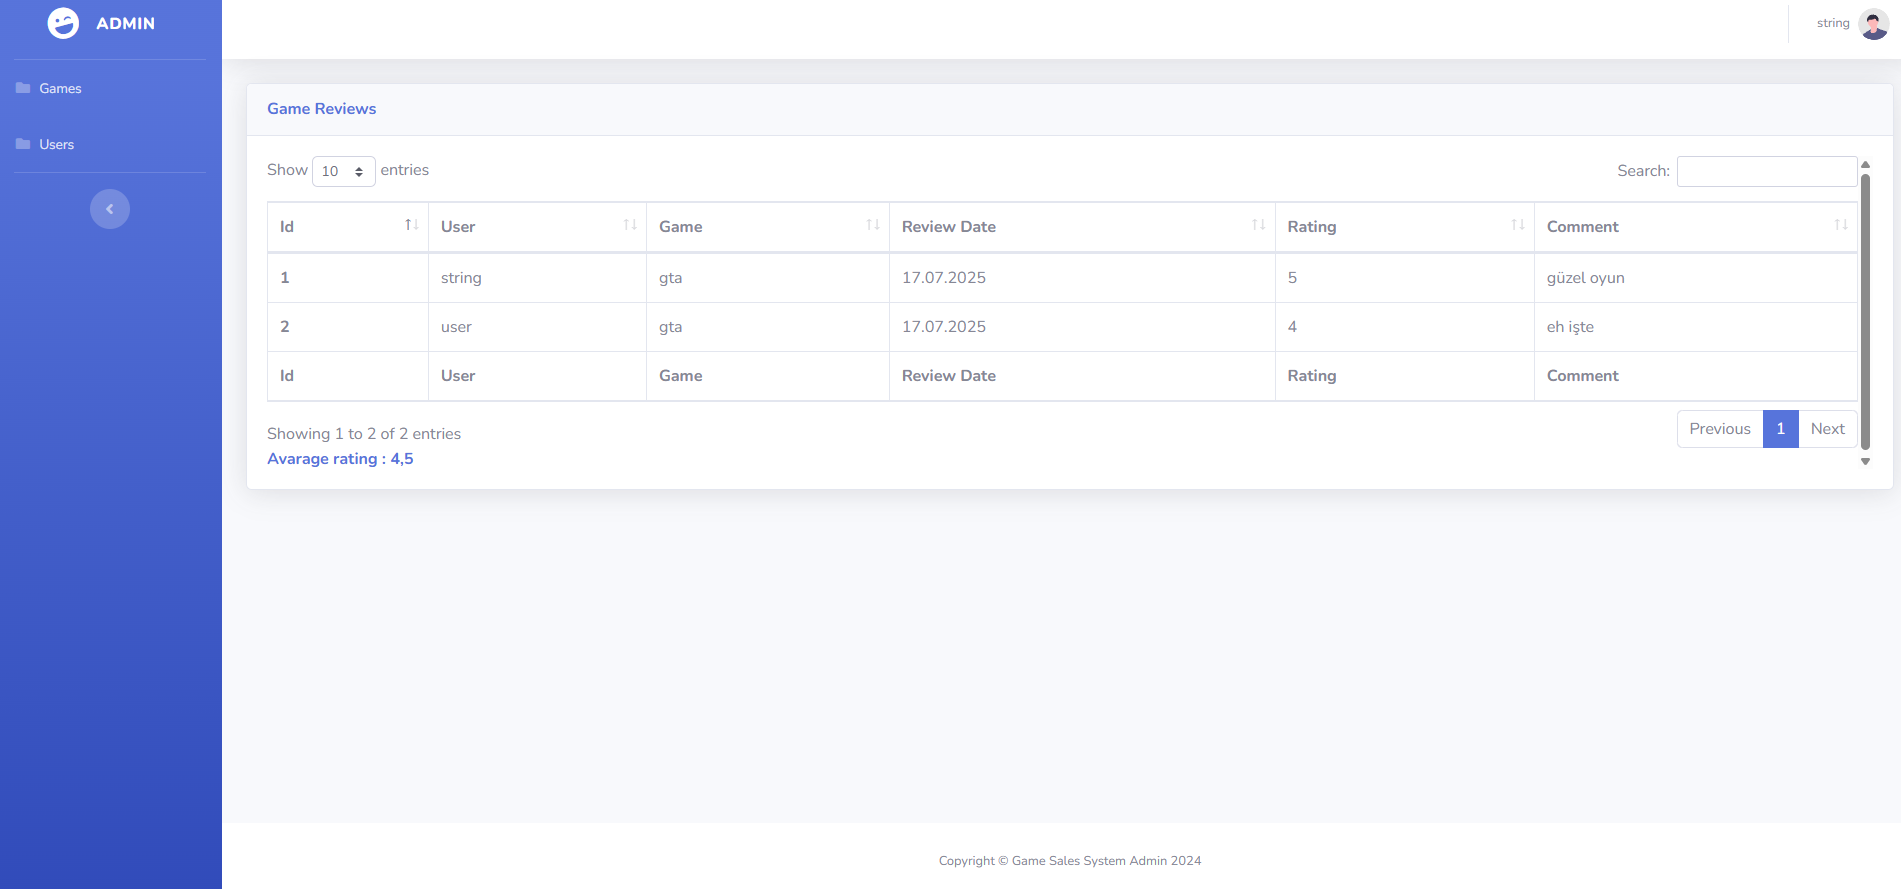 ADMIN
string
Games
Users
Game Reviews
Show 10 entries
Search:
Id User Game Review Date Rating Comment
1 string gta 17.07.2025 5 güzel oyun
2 user gta 17.07.2025 4 eh işte
Id User Game Review Date Rating Comment
Showing 1 to 2 of 2 entries
Previous 1 Next
Avarage rating : 4,5
Copyright © Game Sales System Admin 2024